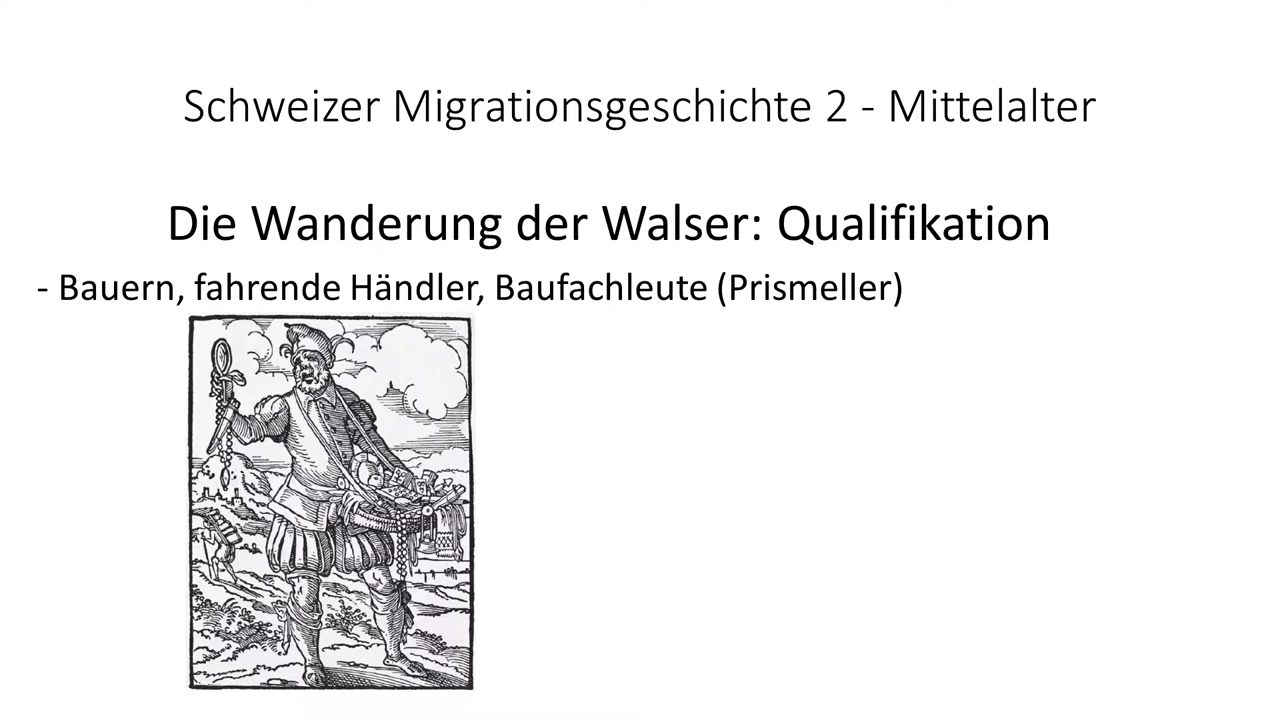 Schweizer Migrationsgeschichte 2 - Mittelalter
Die Wanderung der Walser: Qualifikation
- Bauern, fahrende Händler, Baufachleute (Prismeller)